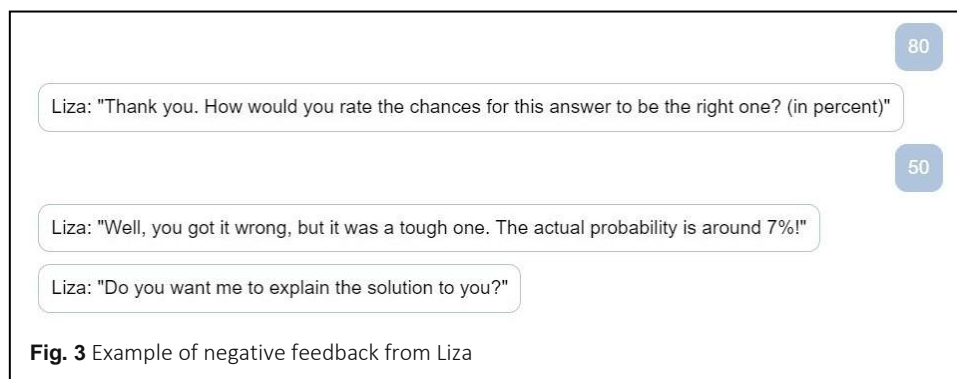 80
Liza: "Thank you. How would you rate the chances for this answer to be the right one? (in percent)"
50
Liza: "Well, you got it wrong, but it was a tough one. The actual probability is around 7%!"
Liza: "Do you want me to explain the solution to you?"
Fig. 3 Example of negative feedback from Liza